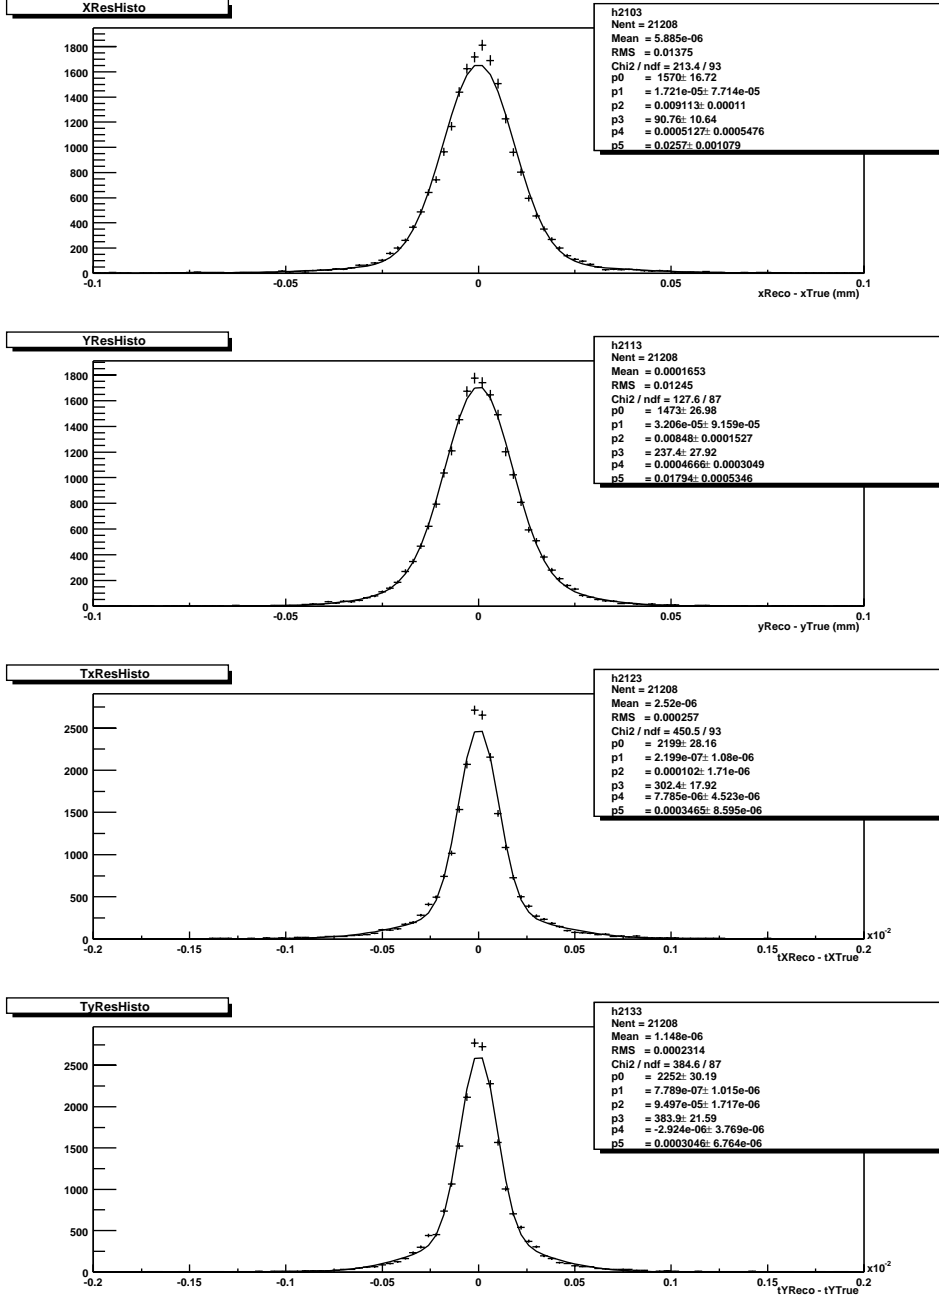 XResHisto
h2103
Nent = 21208
Mean = 5.885e-06
RMS = 0.01375
Chi2 / ndf = 213.4 / 93
p0 = 1570± 16.72
p1 = 1.721e-05± 7.714e-05
p2 = 0.009113± 0.00011
p3 = 90.76± 10.64
p4 = 0.0005127± 0.0005476
p5 = 0.0257± 0.001079
1800
1600
1400
1200
1000
800
600
400
200
0
-0.1 -0.05 0 0.05 0.1
xReco - xTrue (mm)
YResHisto
h2113
Nent = 21208
Mean = 0.0001653
RMS = 0.01245
Chi2 / ndf = 127.6 / 87
p0 = 1473± 26.98
p1 = 3.206e-05± 9.159e-05
p2 = 0.00848± 0.0001527
p3 = 237.4± 27.92
p4 = 0.0004666± 0.0003049
p5 = 0.01794± 0.0005346
1800
1600
1400
1200
1000
800
600
400
200
0
-0.1 -0.05 0 0.05 0.1
yReco - yTrue (mm)
TxResHisto
h2123
Nent = 21208
Mean = 2.52e-06
RMS = 0.000257
Chi2 / ndf = 450.5 / 93
p0 = 2199± 28.16
p1 = 2.199e-07± 1.08e-06
p2 = 0.000102± 1.71e-06
p3 = 302.4± 17.92
p4 = 7.785e-06± 4.523e-06
p5 = 0.0003465± 8.595e-06
2500
2000
1500
1000
500
0
-0.2 -0.15 -0.1 -0.05 0 0.05 0.1 0.15 0.2
x10-2
tXReco - tXTrue
TyResHisto
h2133
Nent = 21208
Mean = 1.148e-06
RMS = 0.0002314
Chi2 / ndf = 384.6 / 87
p0 = 2252± 30.19
p1 = 7.789e-07± 1.015e-06
p2 = 9.497e-05± 1.717e-06
p3 = 383.9± 21.59
p4 = -2.924e-06± 3.769e-06
p5 = 0.0003046± 6.764e-06
2500
2000
1500
1000
500
0
-0.2 -0.15 -0.1 -0.05 0 0.05 0.1 0.15 0.2
x10-2
tYReco - tYTrue